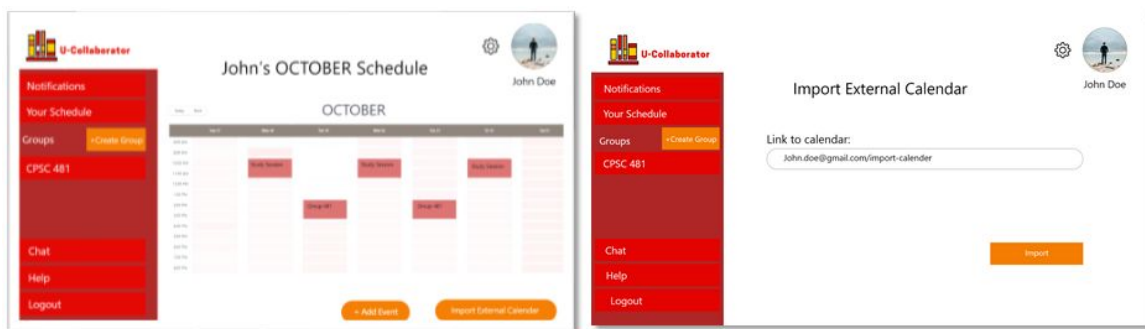 U-Collaborator
John's OCTOBER Schedule
John Doe
Notifications
Your Schedule
Groups
+Create Group
CPSC 481
Chat
Help
Logout
OCTOBER
Study Session
Study Session
Study Session
Group 481
Group 481
+ Add Event
Import External Calender
U-Collaborator
Import External Calendar
John Doe
Notifications
Your Schedule
Groups
+Create Group
CPSC 481
Chat
Help
Logout
Link to calendar:
John.doe@gmail.com/import-calender
Import